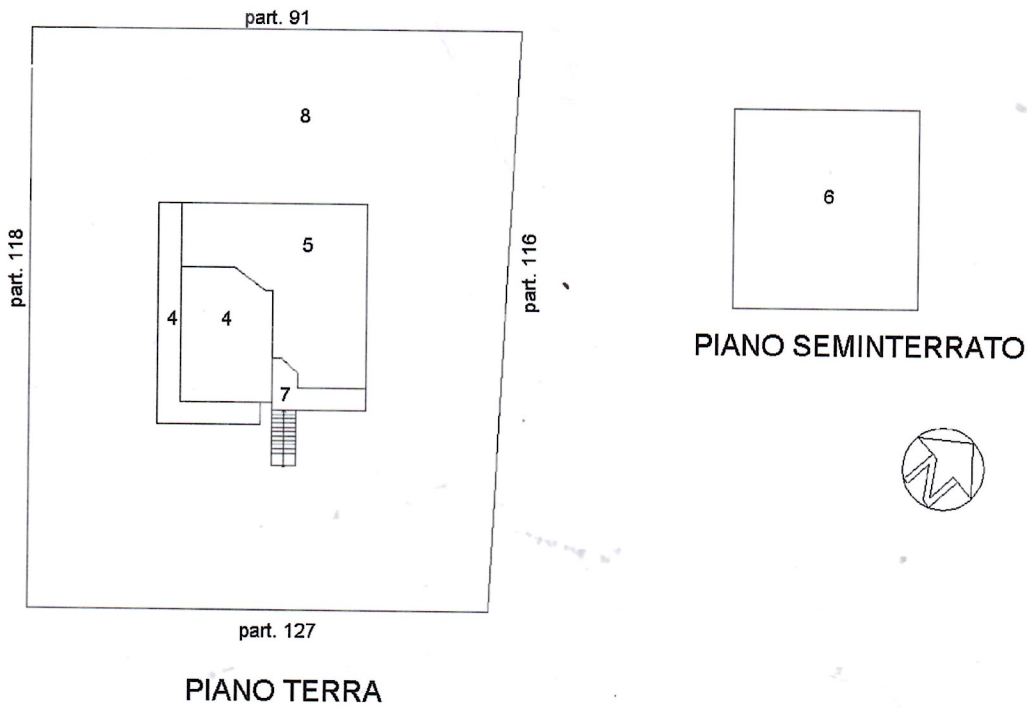 part. 91
8
part. 118
5
4
4
7
part. 116
part. 127
PIANO TERRA
6
PIANO SEMINTERRATO
N